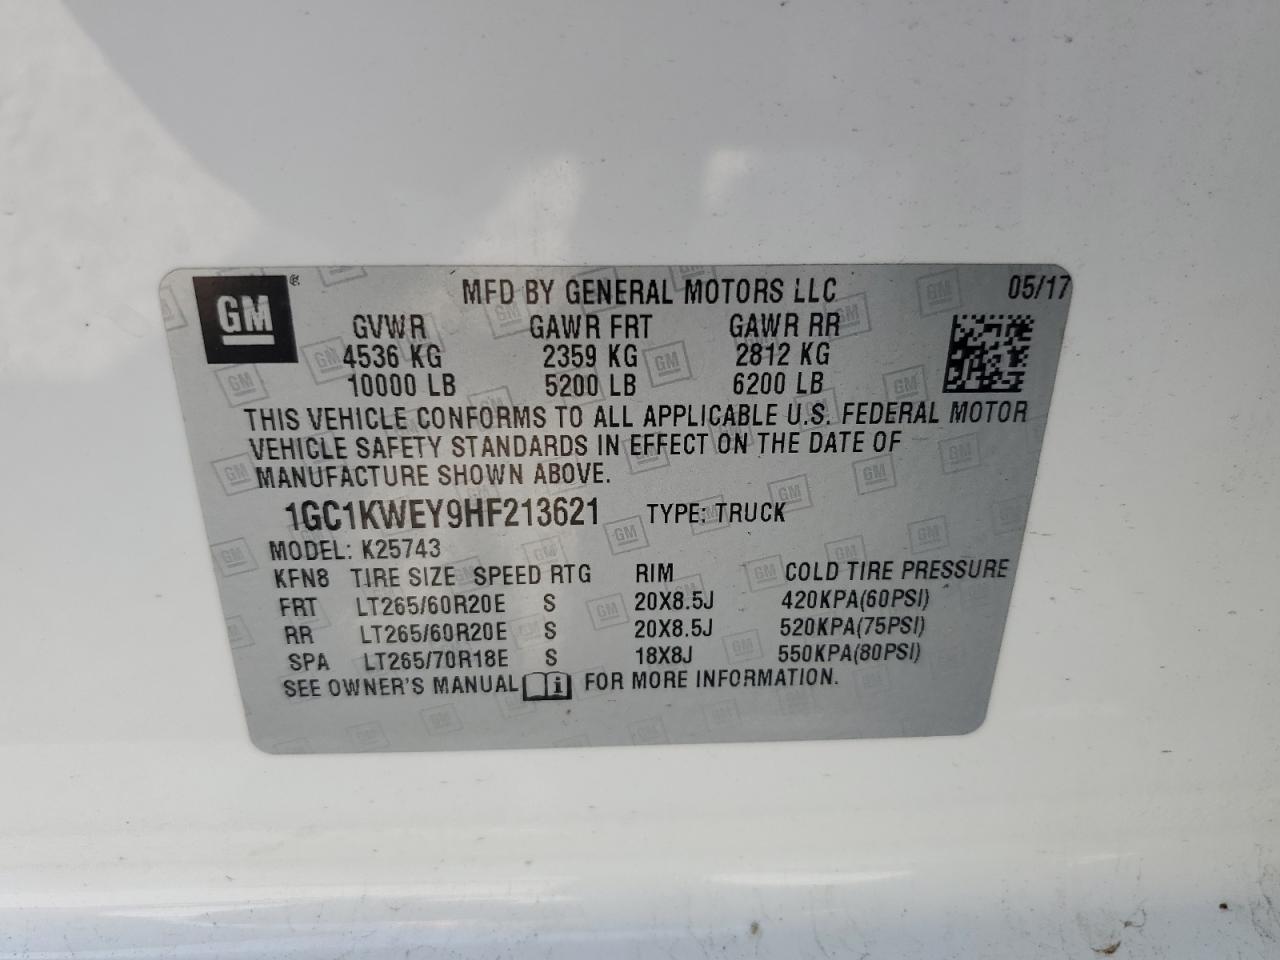 GM ®
MFD BY GENERAL MOTORS LLC 05/17
GVWR GAWR FRT GAWR RR
4536 KG 2359 KG 2812 KG
10000 LB 5200 LB 6200 LB
THIS VEHICLE CONFORMS TO ALL APPLICABLE U.S. FEDERAL MOTOR
VEHICLE SAFETY STANDARDS IN EFFECT ON THE DATE OF
MANUFACTURE SHOWN ABOVE.
1GC1KWEY9HF213621 TYPE: TRUCK
MODEL: K25743
KFN8 TIRE SIZE SPEED RTG RIM COLD TIRE PRESSURE
FRT LT265/60R20E S 20X8.5J 420KPA(60PSI)
RR LT265/60R20E S 20X8.5J 520KPA(75PSI)
SPA LT265/70R18E S 18X8J 550KPA(80PSI)
SEE OWNER'S MANUAL i FOR MORE INFORMATION.